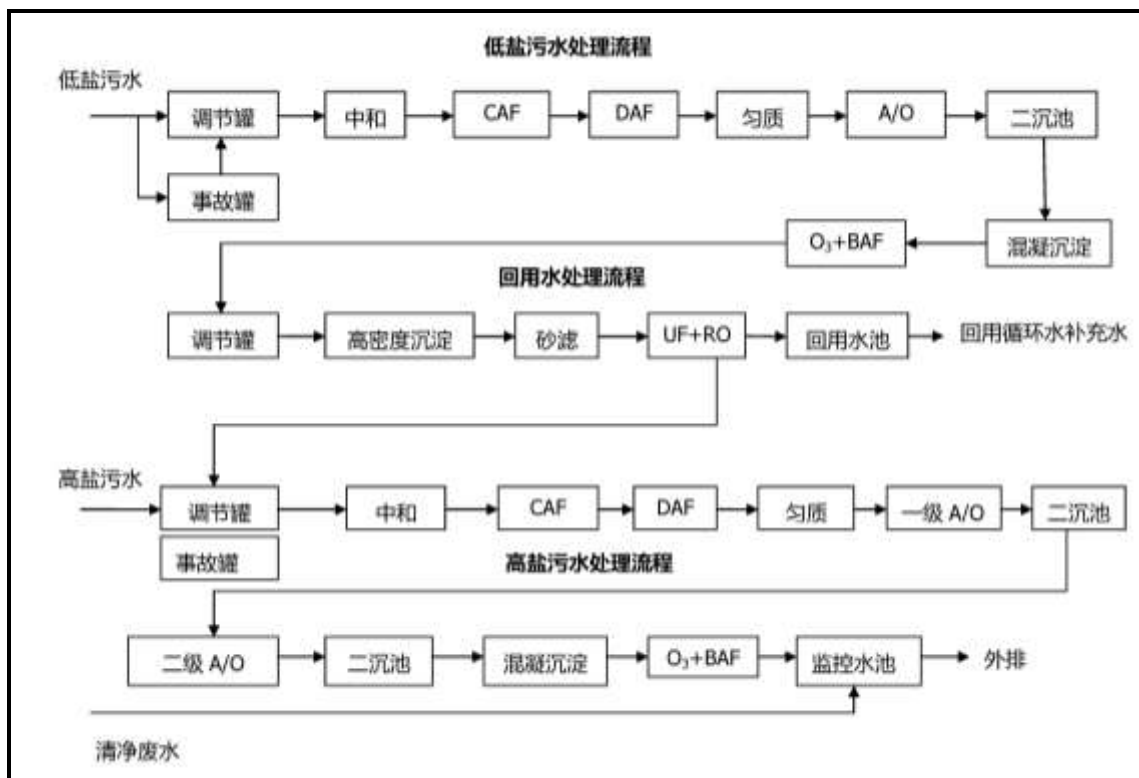 低盐污水处理流程
低盐污水
调节罐
中和
CAF
DAF
匀质
A/O
二沉池
事故罐
O₃+BAF
混凝沉淀
回用水处理流程
调节罐
高密度沉淀
砂滤
UF+RO
回用水池
回用循环水补充水
高盐污水
调节罐
中和
CAF
DAF
匀质
一级 A/O
二沉池
事故罐
高盐污水处理流程
二级 A/O
二沉池
混凝沉淀
O₃+BAF
监控水池
外排
清净废水